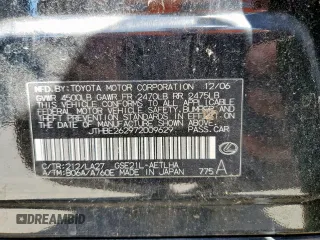 MFD.BY:TOYOTA MOTOR CORPORATION 12/06
GVWR 4500LB GAWR FR 2470LB RR 2475LB
THIS VEHICLE CONFORMS TO ALL APPLICABLE
FEDERAL MOTOR VEHICLE SAFETY, BUMPER AND
THEFT PREVENTION STANDARDS IN EFFECT ON THE
DATE OF MANUFACTURE SHOWN ABOVE.
JTHBE262972009629 PASS.CAR
C/TR:212/LA27 GSE21L-AETLHA
A/TM:B06A/A760E MADE IN JAPAN 775 A
AUTOBIDCAR